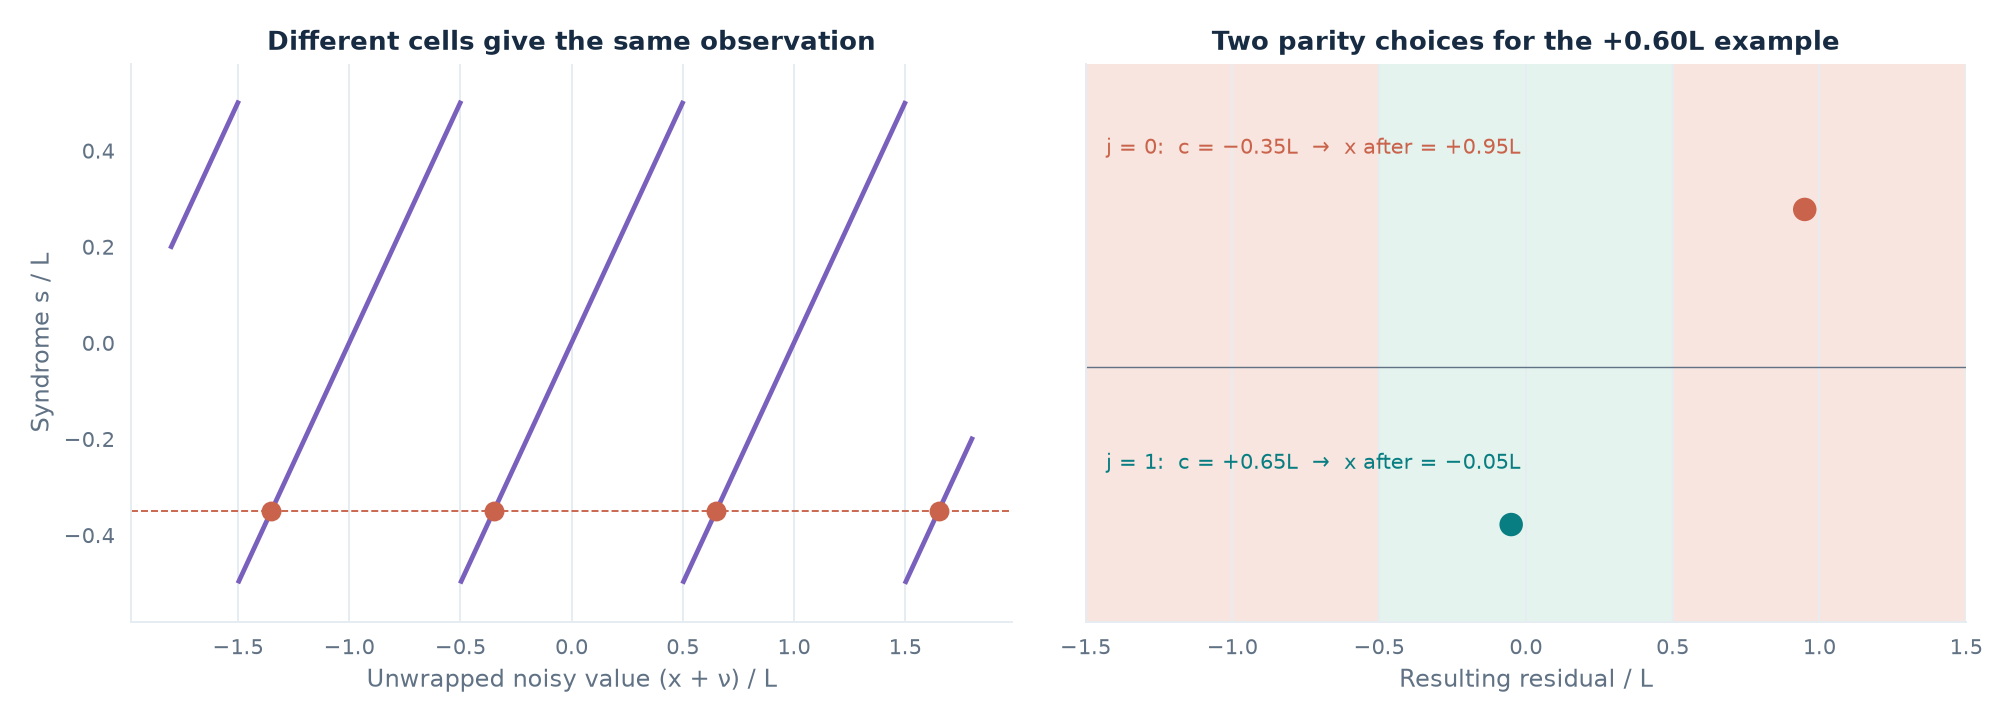 Different cells give the same observation
Syndrome s / L
0.4
0.2
0.0
−0.2
−0.4
−1.5 −1.0 −0.5 0.0 0.5 1.0 1.5
Unwrapped noisy value (x + ν) / L
Two parity choices for the +0.60L example
j = 0:  c = −0.35L  →  x after = +0.95L
j = 1:  c = +0.65L  →  x after = −0.05L
−1.5 −1.0 −0.5 0.0 0.5 1.0 1.5
Resulting residual / L